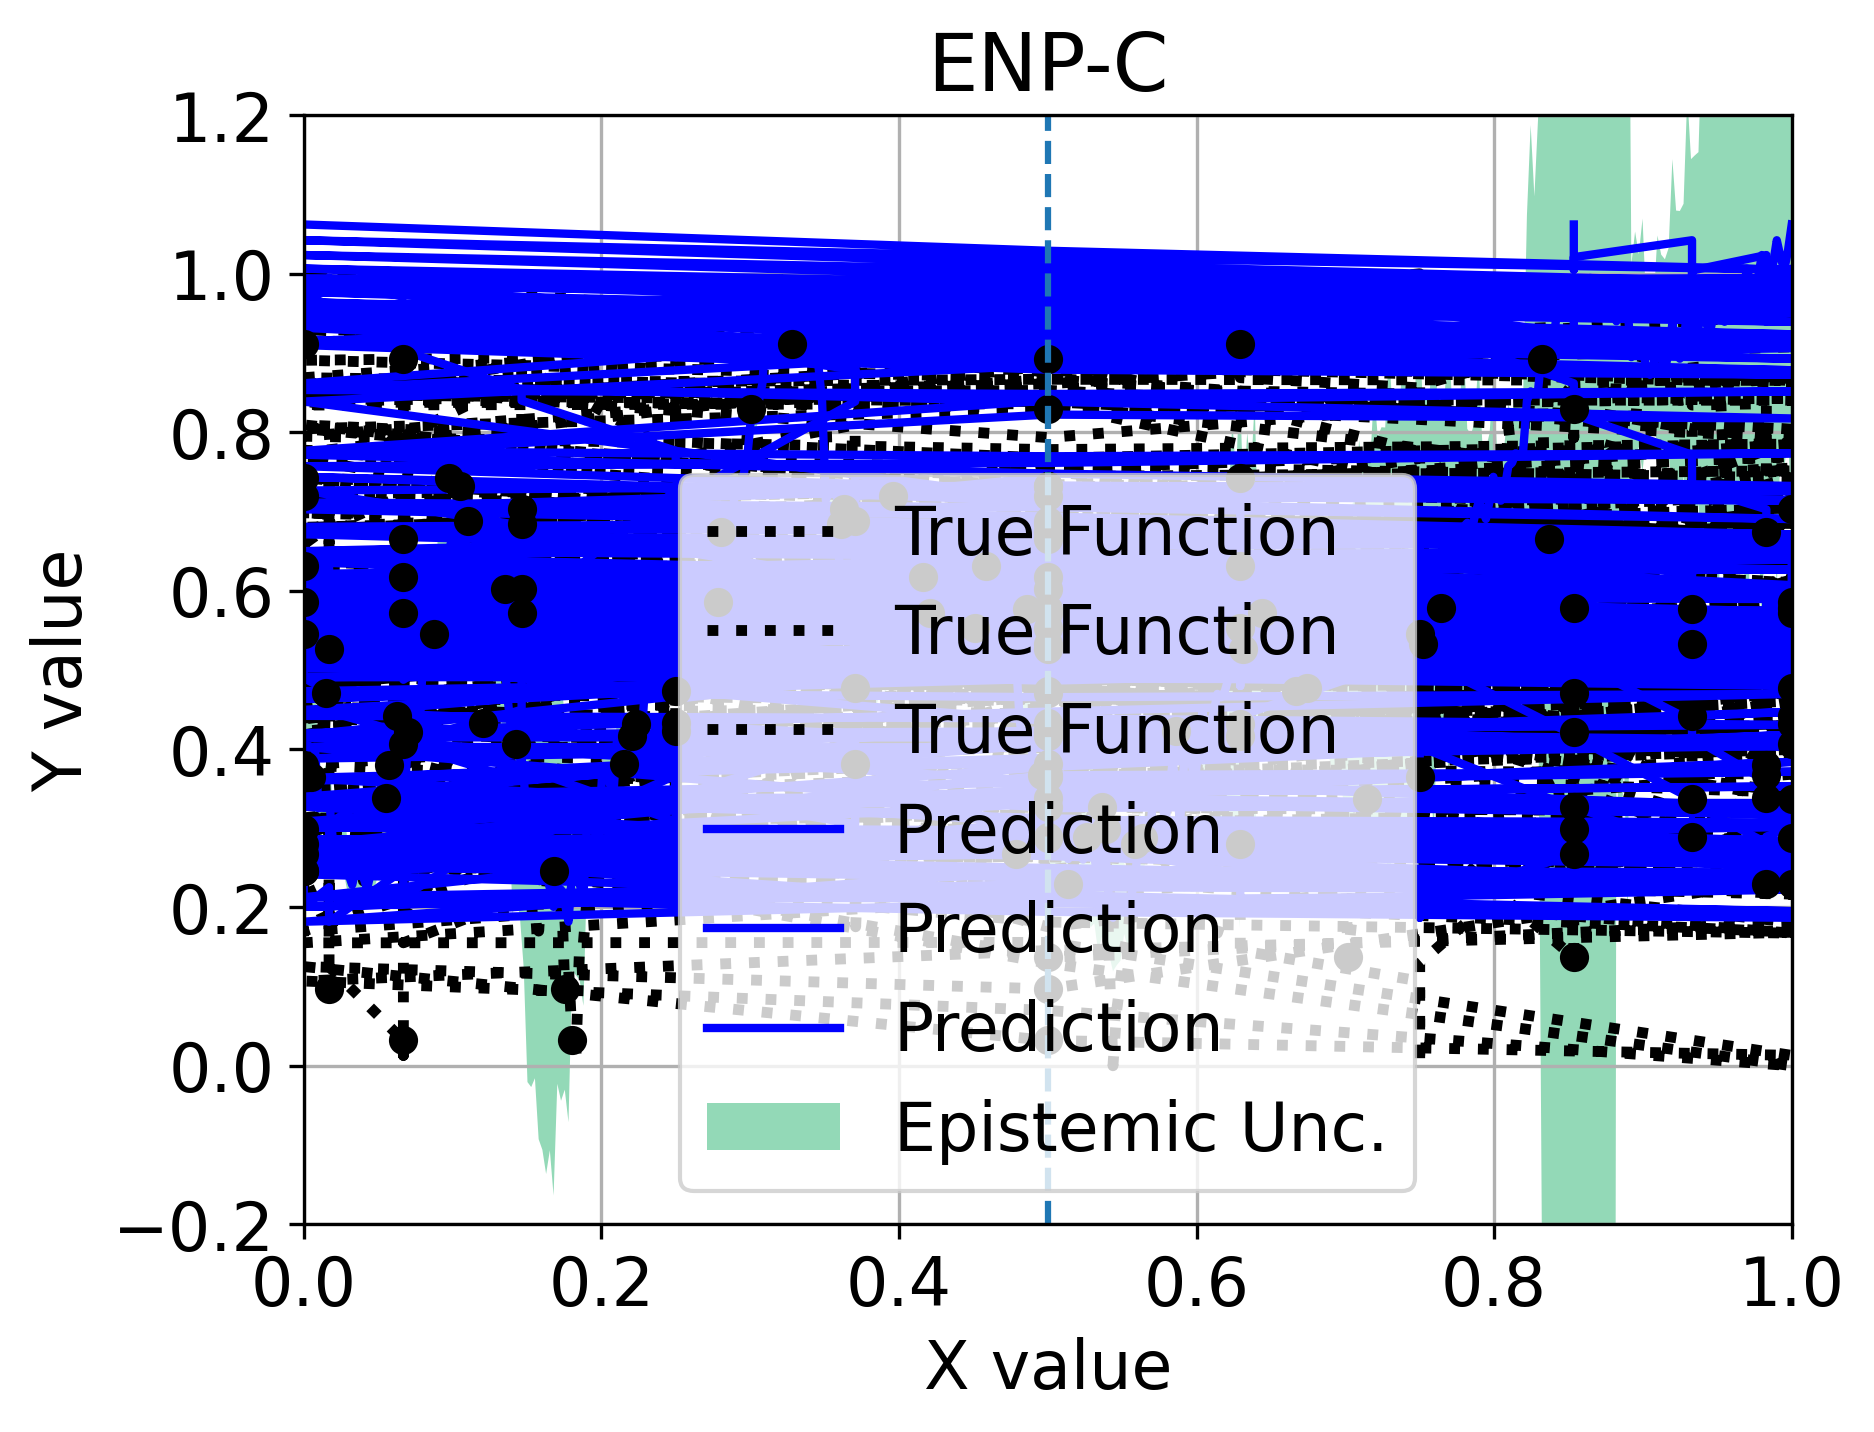 ENP-C
1.2
1.0
0.8
0.6
0.4
0.2
0.0
−0.2
Y value
True Function
True Function
True Function
Prediction
Prediction
Prediction
Epistemic Unc.
0.0 0.2 0.4 0.6 0.8 1.0
X value